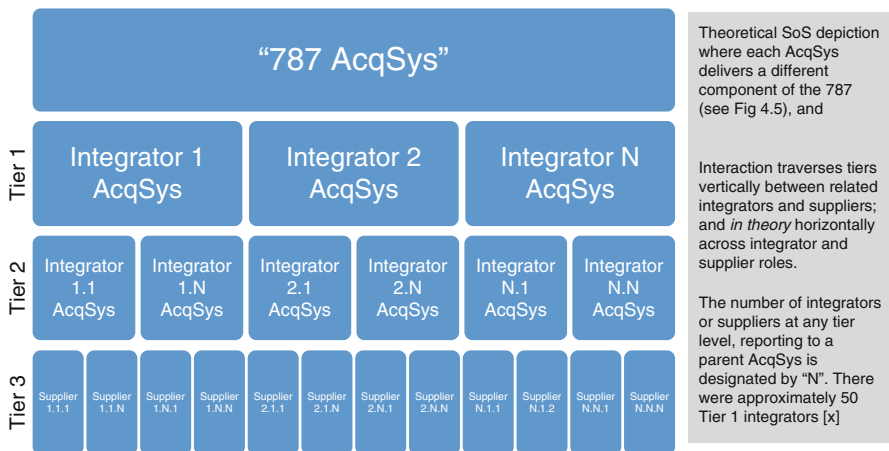 “787 AcqSys”
Tier 1
Integrator 1
AcqSys
Integrator 2
AcqSys
Integrator N
AcqSys
Tier 2
Integrator
1.1
AcqSys
Integrator
1.N
AcqSys
Integrator
2.1
AcqSys
Integrator
2.N
AcqSys
Integrator
N.1
AcqSys
Integrator
N.N
AcqSys
Tier 3
Supplier
1.1.1
Supplier
1.1.N
Supplier
1.N.1
Supplier
1.N.N
Supplier
2.1.1
Supplier
2.1.N
Supplier
2.N.1
Supplier
2.N.N
Supplier
N.1.1
Supplier
N.1.2
Supplier
N.N.1
Supplier
N.N.N
Theoretical SoS depiction
where each AcqSys
delivers a different
component of the 787
(see Fig 4.5), and
Interaction traverses tiers
vertically between related
integrators and suppliers;
and in theory horizontally
across integrator and
supplier roles.
The number of integrators
or suppliers at any tier
level, reporting to a
parent AcqSys is
designated by “N”. There
were approximately 50
Tier 1 integrators [x]